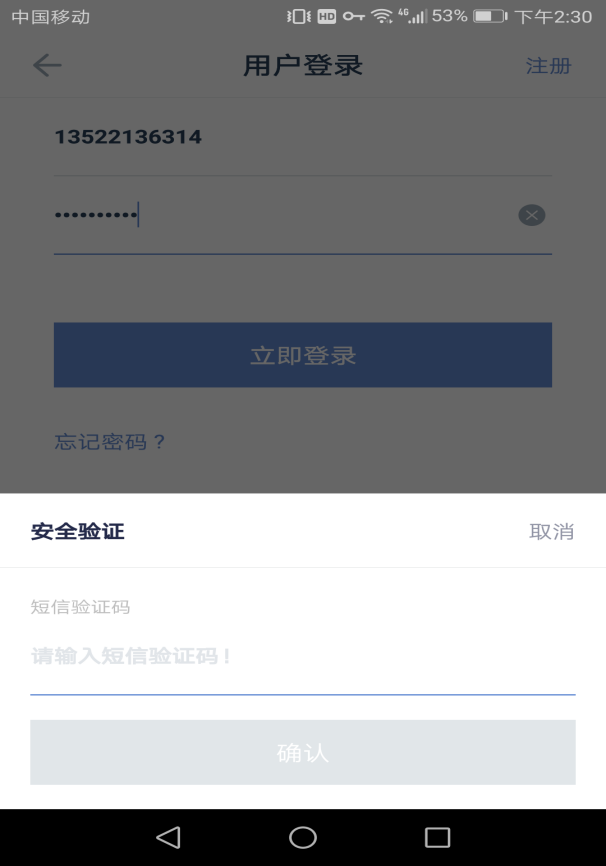 中国移动 HD 4G 53% 下午2:30
用户登录 注册
13522136314
••••••••••
立即登录
忘记密码？
安全验证 取消
短信验证码
请输入短信验证码！
确认